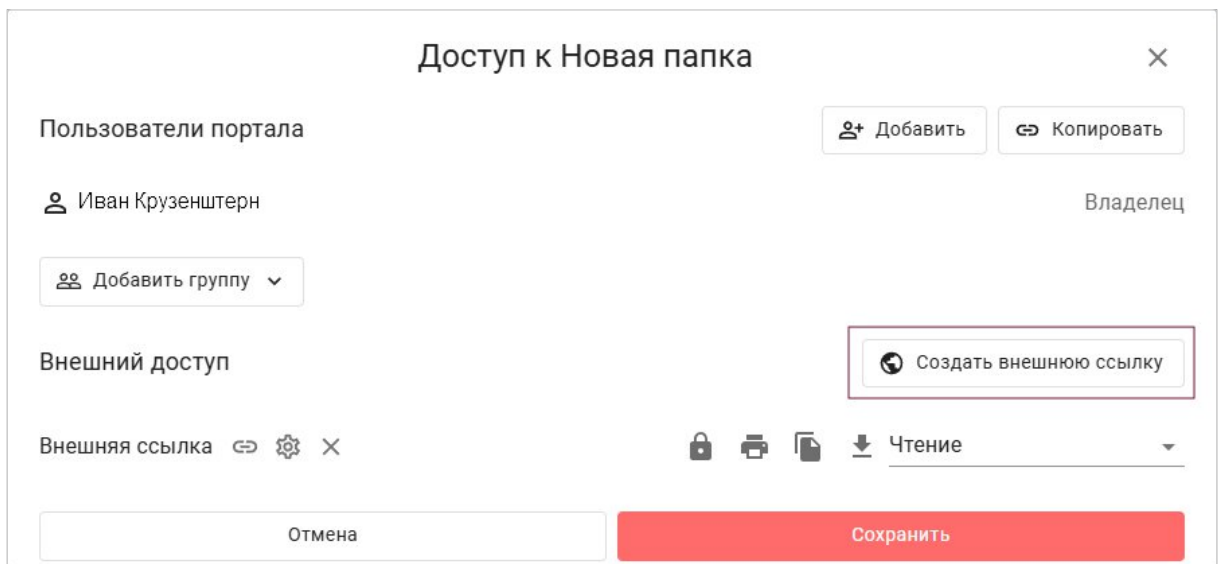 Доступ к Новая папка
Пользователи портала Добавить Копировать
Иван Крузенштерн Владелец
Добавить группу
Внешний доступ Создать внешнюю ссылку
Внешняя ссылка Чтение
Отмена Сохранить